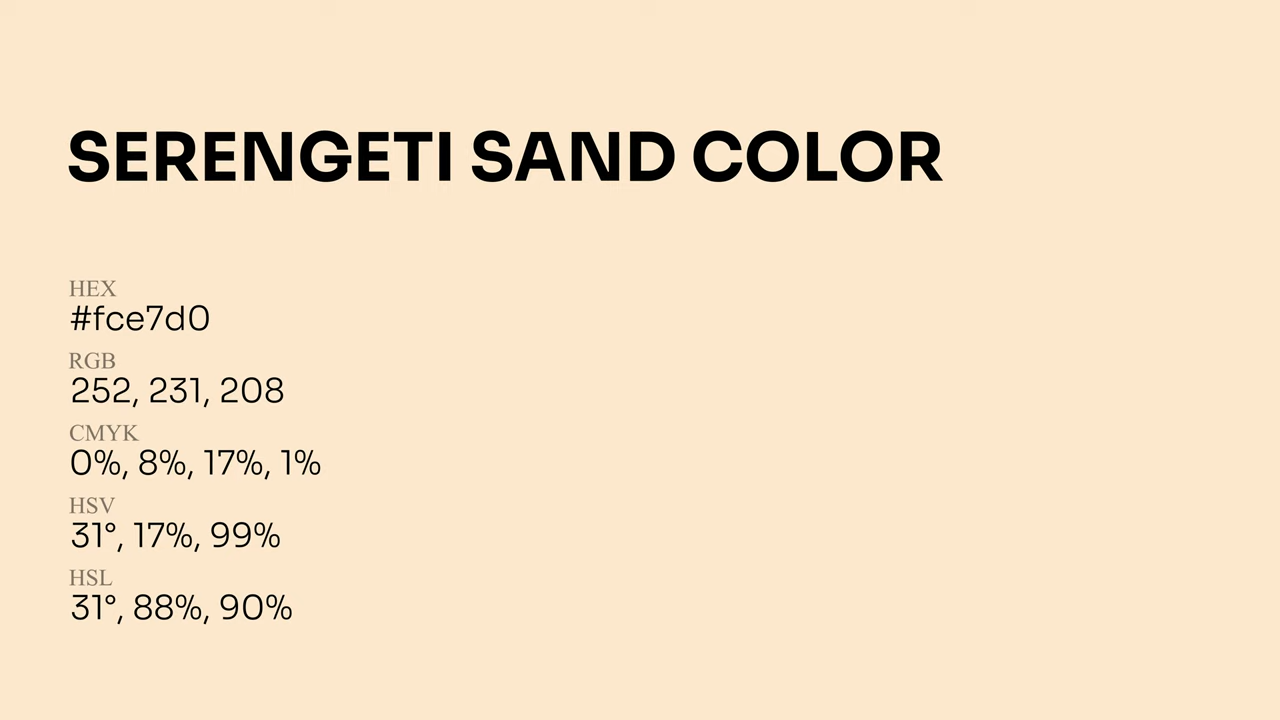 SERENGETI SAND COLOR
HEX
#fce7d0
RGB
252, 231, 208
CMYK
0%, 8%, 17%, 1%
HSV
31°, 17%, 99%
HSL
31°, 88%, 90%